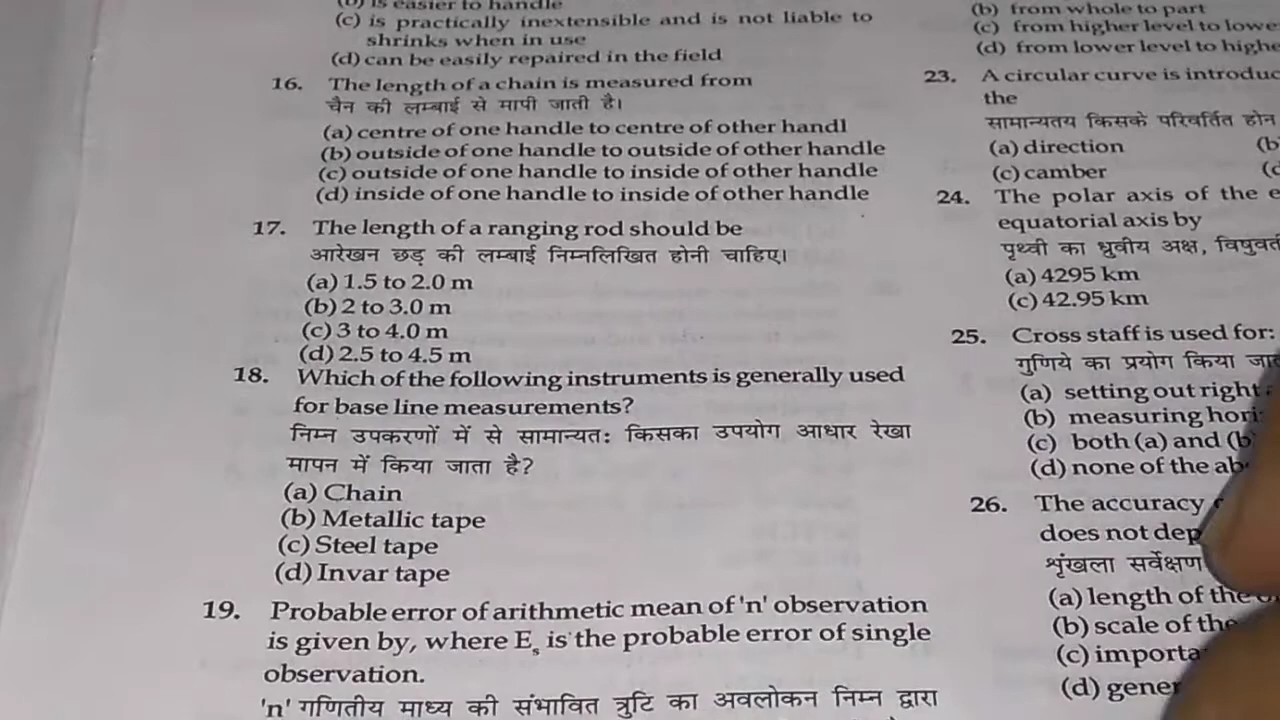 (b) is easier to handle
(c) is practically inextensible and is not liable to
shrinks when in use
(d) can be easily repaired in the field
16. The length of a chain is measured from
चैन की लम्बाई से मापी जाती है।
(a) centre of one handle to centre of other handl
(b) outside of one handle to outside of other handle
(c) outside of one handle to inside of other handle
(d) inside of one handle to inside of other handle
17. The length of a ranging rod should be
आरेखन छड़ की लम्बाई निम्नलिखित होनी चाहिए।
(a) 1.5 to 2.0 m
(b) 2 to 3.0 m
(c) 3 to 4.0 m
(d) 2.5 to 4.5 m
18. Which of the following instruments is generally used
for base line measurements?
निम्न उपकरणों में से सामान्यत: किसका उपयोग आधार रेखा
मापन में किया जाता है?
(a) Chain
(b) Metallic tape
(c) Steel tape
(d) Invar tape
19. Probable error of arithmetic mean of 'n' observation
is given by, where Es is the probable error of single
observation.
'n' गणितीय माध्य की संभावित त्रुटि का अवलोकन निम्न द्वारा
(b) from whole to part
(c) from higher level to lowe
(d) from lower level to highe
23. A circular curve is introduc
the
सामान्यतय किसके परिवर्तित होन
(a) direction (b
(c) camber
24. The polar axis of the e
equatorial axis by
पृथ्वी का ध्रुवीय अक्ष, विषुवत
(a) 4295 km
(c) 42.95 km
25. Cross staff is used for:
गुणिये का प्रयोग किया जा
(a) setting out right
(b) measuring hori
(c) both (a) and (b
(d) none of the ab
26. The accuracy
does not dep
शृंखला सर्वेक्षण
(a) length of the
(b) scale of the
(c) importa
(d) gener